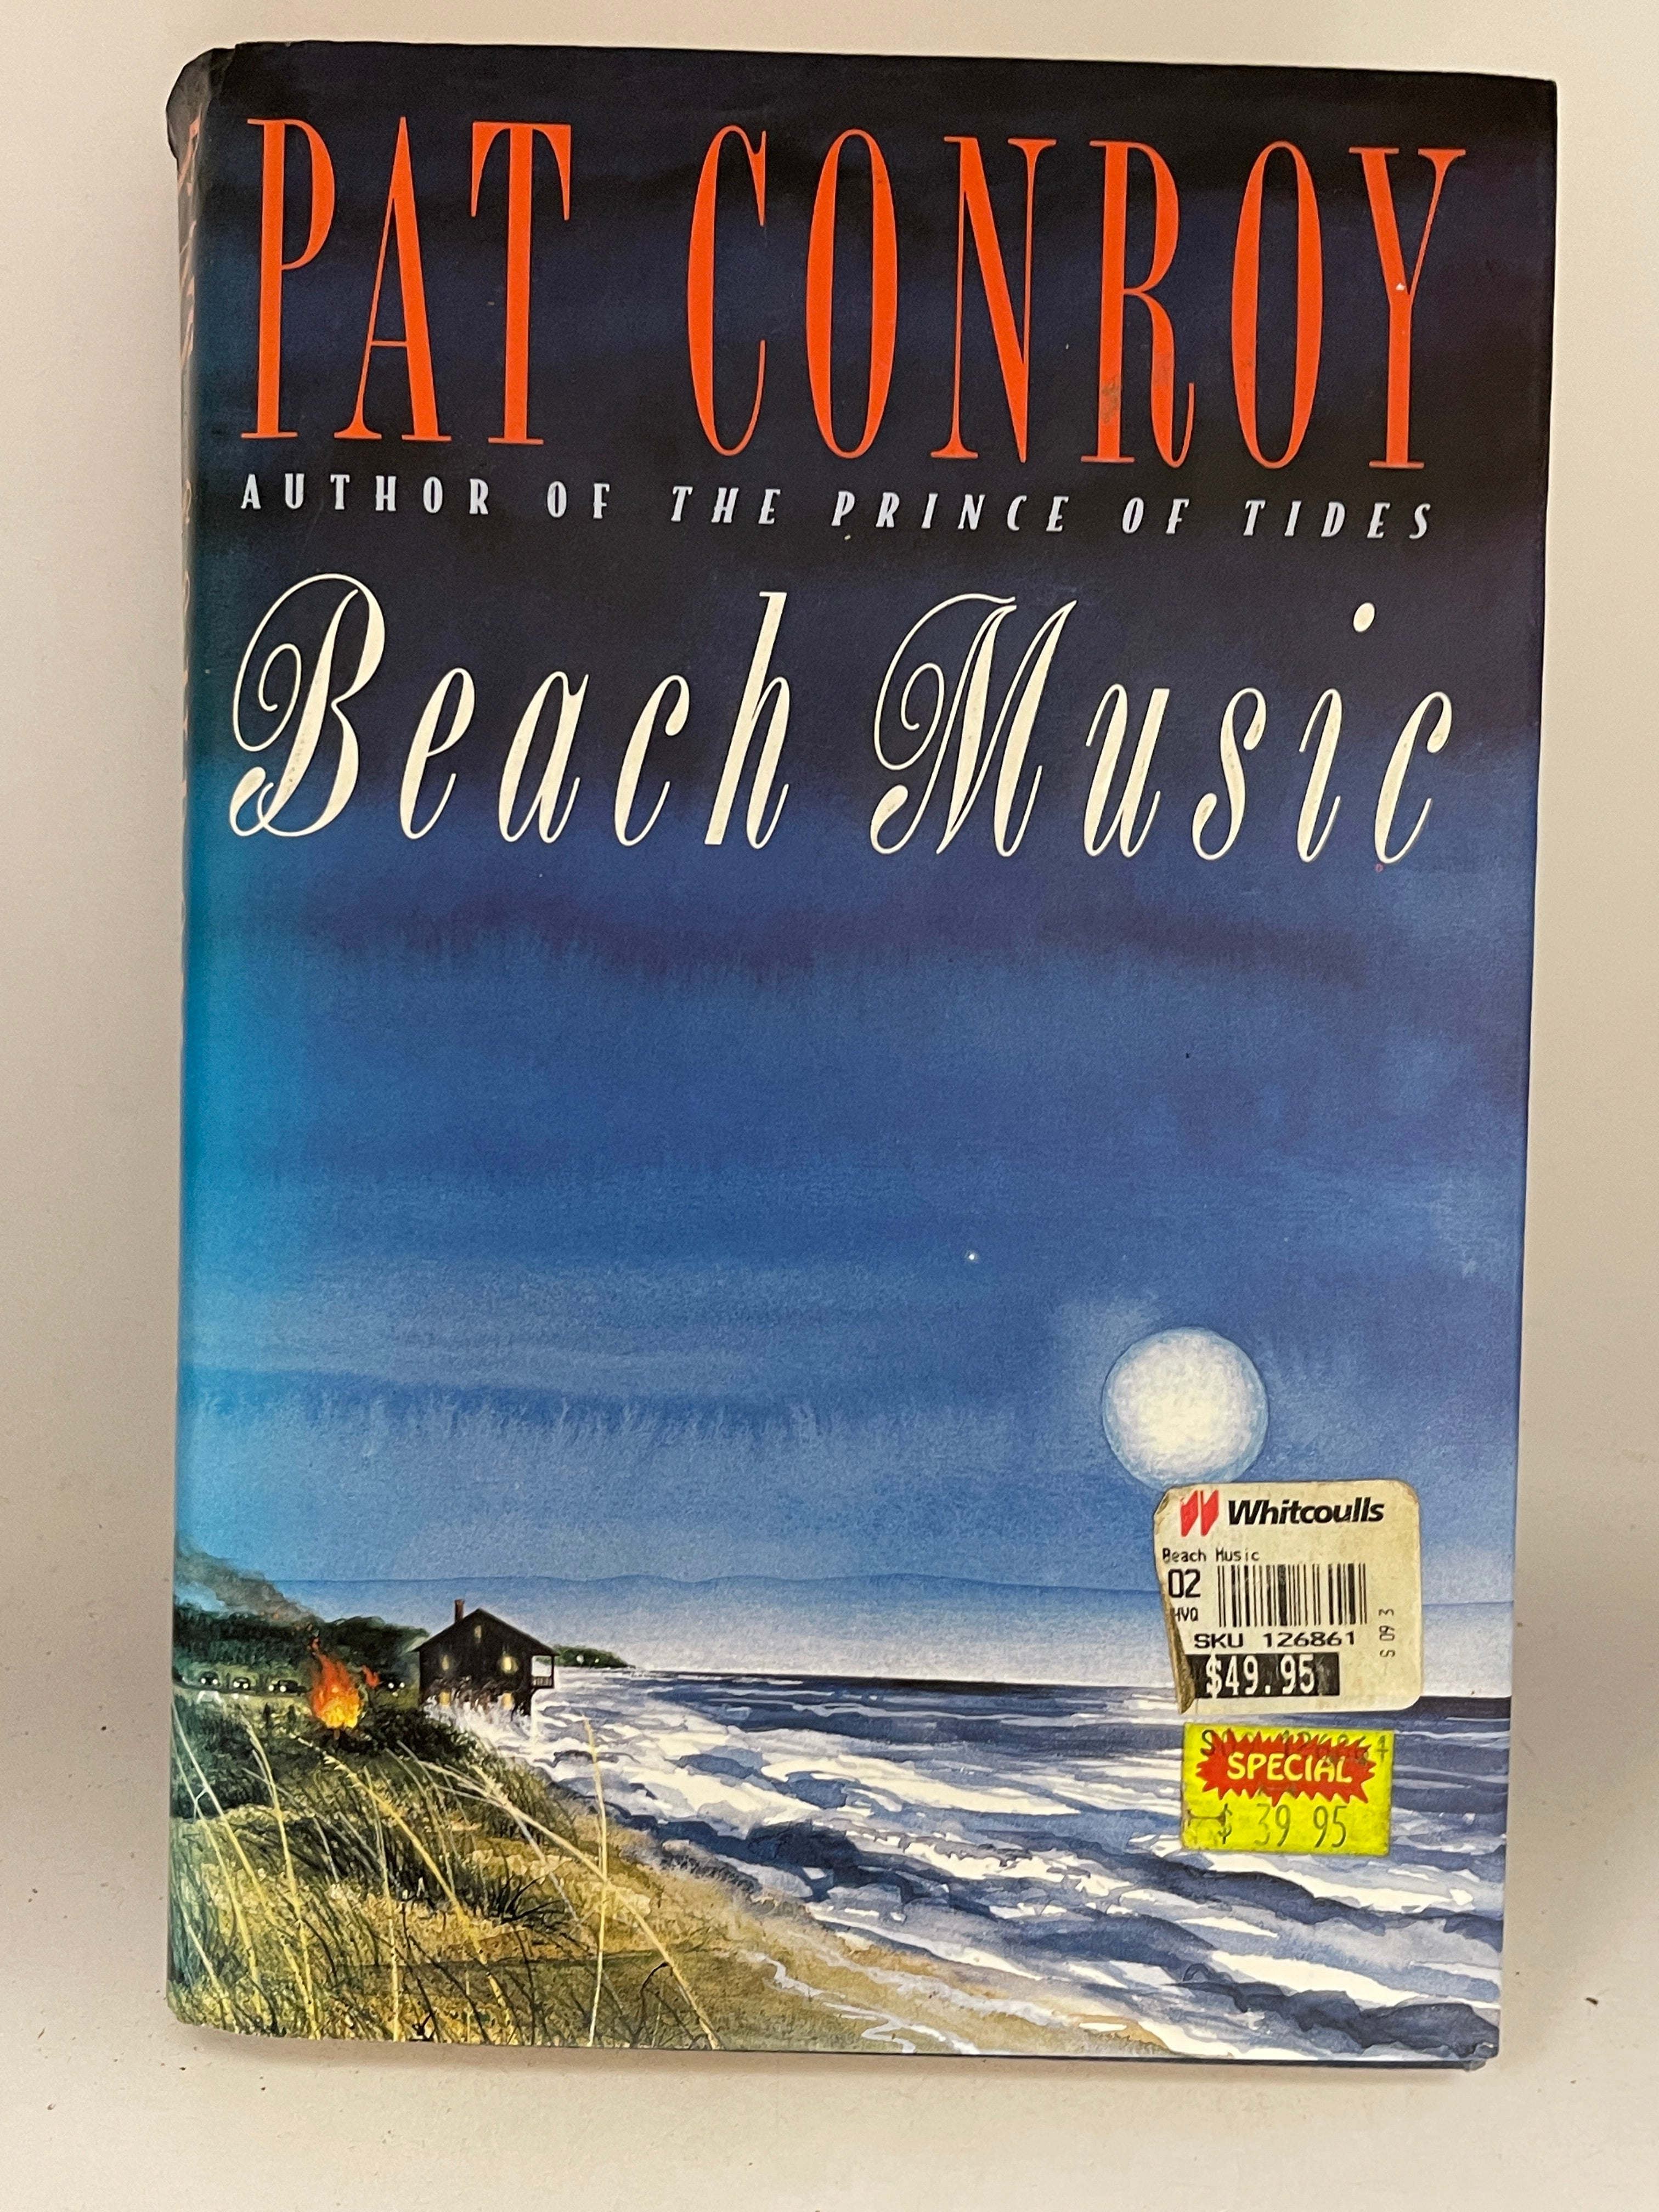 PAT CONROY
AUTHOR OF THE PRINCE OF TIDES
Beach Music
Whitcoulls
Beach Music
02
HVQ
SKU 126861
$49.95
SPECIAL
$ 39 95